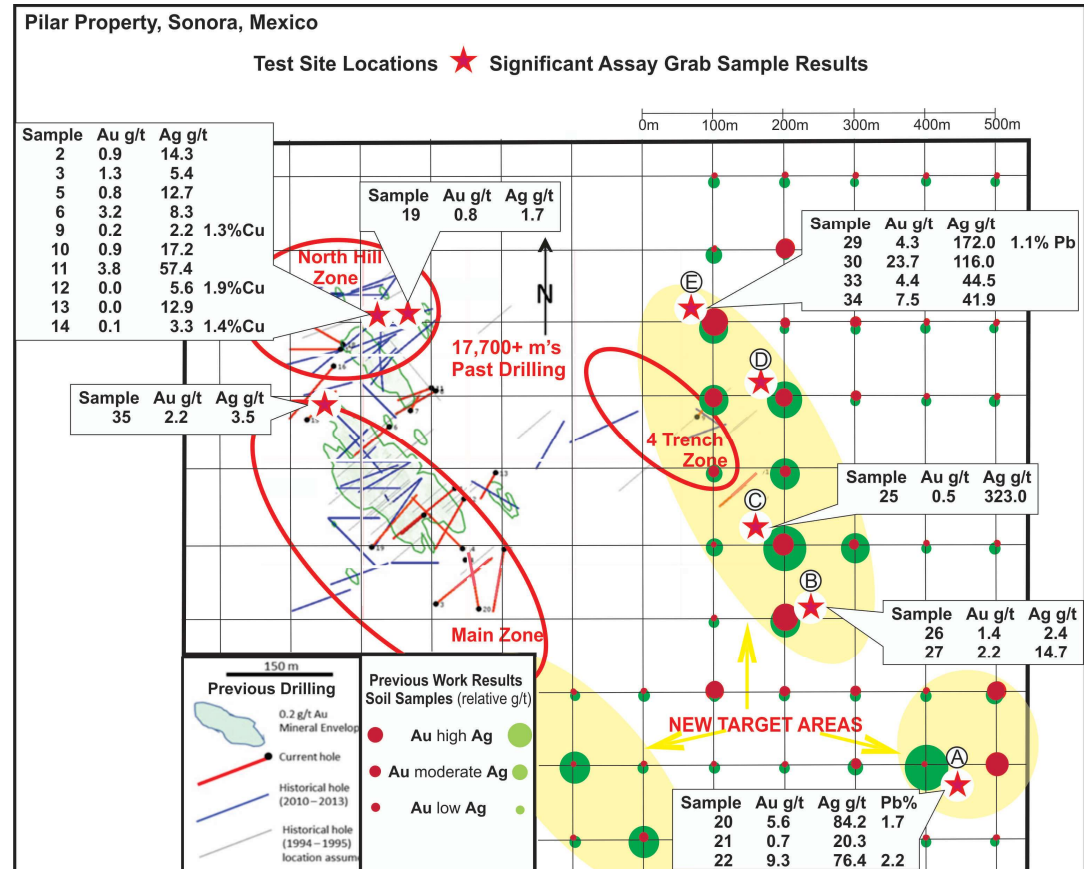 Pilar Property, Sonora, Mexico
Test Site Locations Significant Assay Grab Sample Results
0m 100m 200m 300m 400m 500m
Sample Au g/t Ag g/t
2 0.9 14.3
3 1.3 5.4
5 0.8 12.7
6 3.2 8.3
9 0.2 2.2 1.3%Cu
10 0.9 17.2
11 3.8 57.4
12 0.0 5.6 1.9%Cu
13 0.0 12.9
14 0.1 3.3 1.4%Cu
Sample Au g/t Ag g/t
19 0.8 1.7
Sample Au g/t Ag g/t
29 4.3 172.0 1.1% Pb
30 23.7 116.0
33 4.4 44.5
34 7.5 41.9
North Hill
Zone
N
E
17,700+ m's
Past Drilling
D
16
7
6
Sample Au g/t Ag g/t
35 2.2 3.5
4 Trench
Zone
13
Sample Au g/t Ag g/t
25 0.5 323.0
C
19
B
3
20
Sample Au g/t Ag g/t
26 1.4 2.4
27 2.2 14.7
Main Zone
150 m
Previous Drilling
0.2 g/t Au
Mineral Envelop
Current hole
Historical hole
(2010 – 2013)
Historical hole
(1994 – 1995)
location assum
Previous Work Results
Soil Samples (relative g/t)
Au high Ag
Au moderate Ag
Au low Ag
NEW TARGET AREAS
A
Sample Au g/t Ag g/t Pb%
20 5.6 84.2 1.7
21 0.7 20.3
22 9.3 76.4 2.2